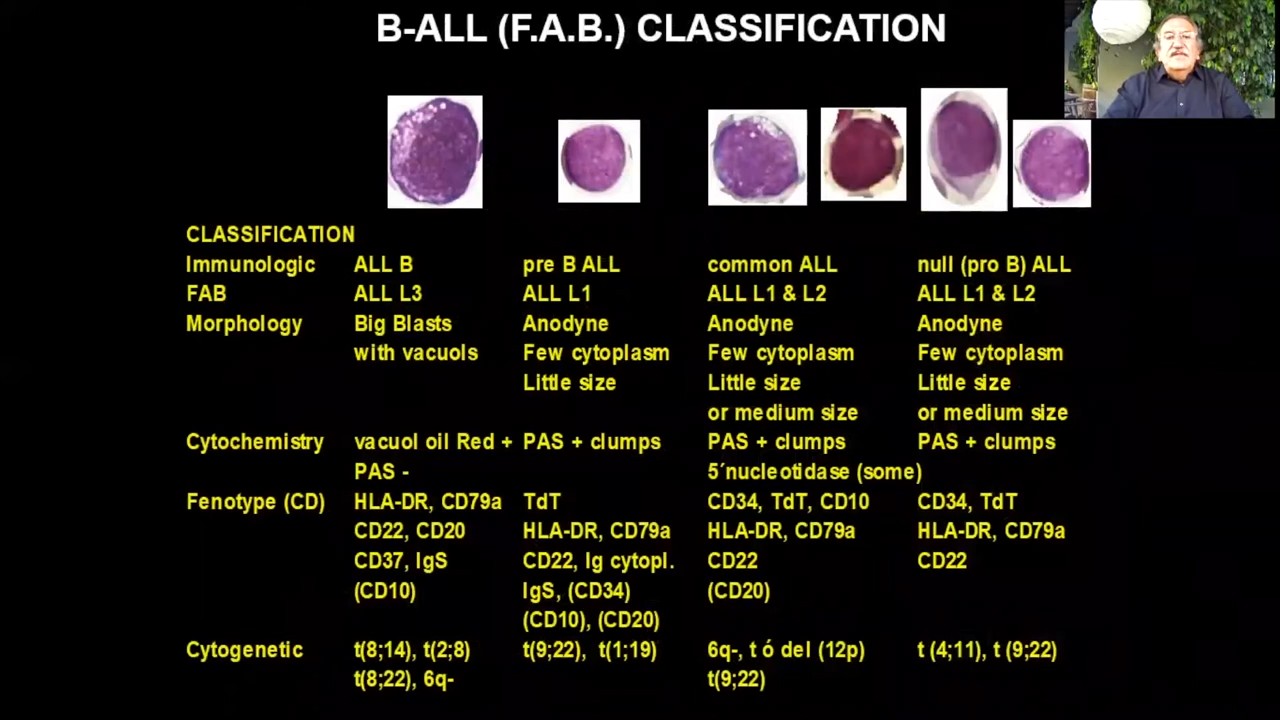 B-ALL (F.A.B.) CLASSIFICATION
CLASSIFICATION
Immunologic ALL B pre B ALL common ALL null (pro B) ALL
FAB ALL L3 ALL L1 ALL L1 & L2 ALL L1 & L2
Morphology Big Blasts Anodyne Anodyne Anodyne
with vacuols Few cytoplasm Few cytoplasm Few cytoplasm
Little size Little size Little size
or medium size or medium size
Cytochemistry vacuol oil Red + PAS + clumps PAS + clumps PAS + clumps
PAS - 5´nucleotidase (some)
Fenotype (CD) HLA-DR, CD79a TdT CD34, TdT, CD10 CD34, TdT
CD22, CD20 HLA-DR, CD79a HLA-DR, CD79a HLA-DR, CD79a
CD37, IgS CD22, Ig cytopl. CD22 CD22
(CD10) IgS, (CD34) (CD20)
(CD10), (CD20)
Cytogenetic t(8;14), t(2;8) t(9;22), t(1;19) 6q-, t ó del (12p) t (4;11), t (9;22)
t(8;22), 6q- t(9;22)